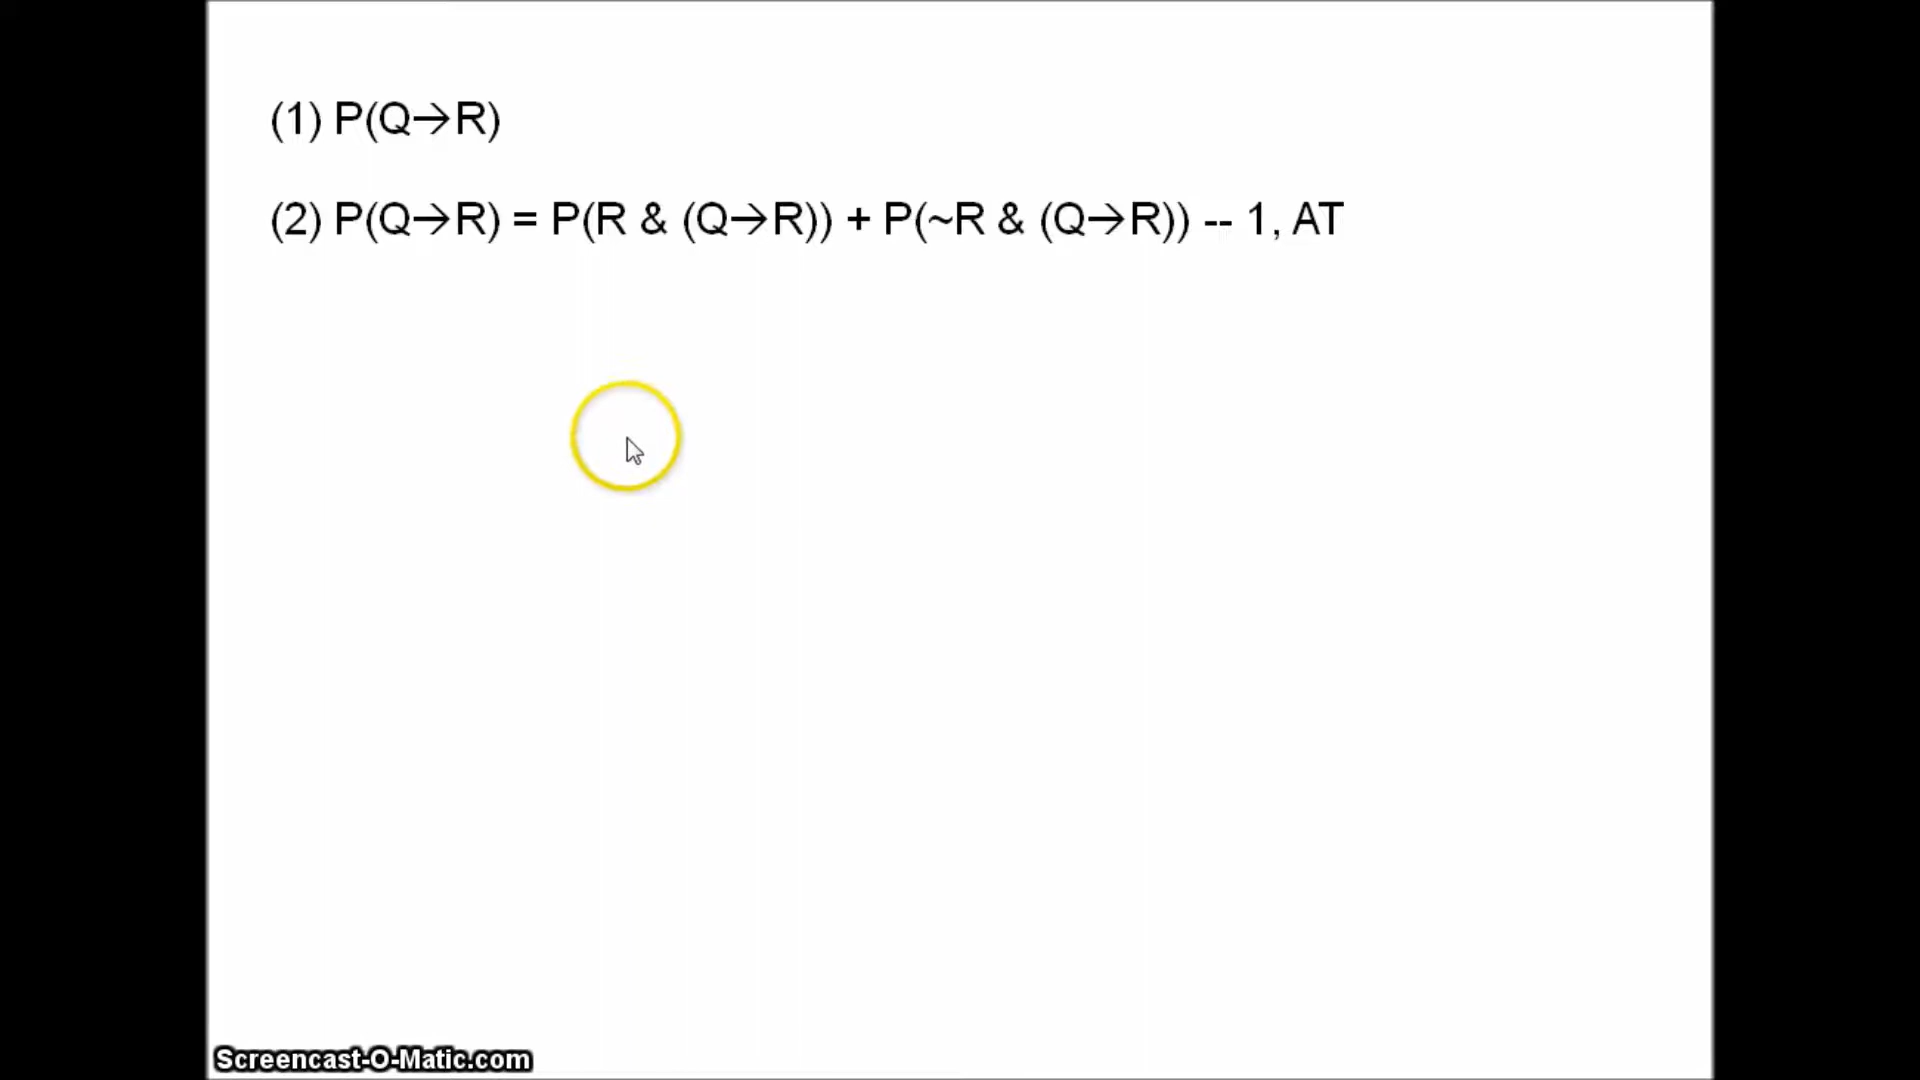 (1) P(Q→R)
(2) P(Q→R) = P(R & (Q→R)) + P(~R & (Q→R)) -- 1, AT
Screencast-O-Matic.com